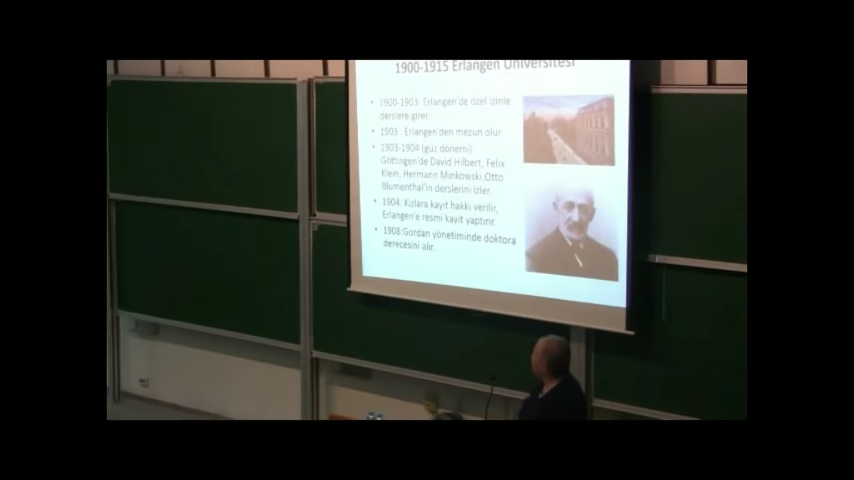 1900-1915 Erlangen Üniversitesi
• 1900-1903: Erlangen'de özel izinle
derslere girer
• 1903 : Erlangen'den mezun olur
• 1903-1904 (güz dönemi):
Göttingen'de David Hilbert, Felix
Klein, Hermann Minkowski,Otto
Blumenthal'in derslerini izler
• 1904: Kızlara kayıt hakkı verilir,
Erlangen'e resmi kayıt yaptırır.
• 1908:Gordan yönetiminde doktora
derecesini alır.